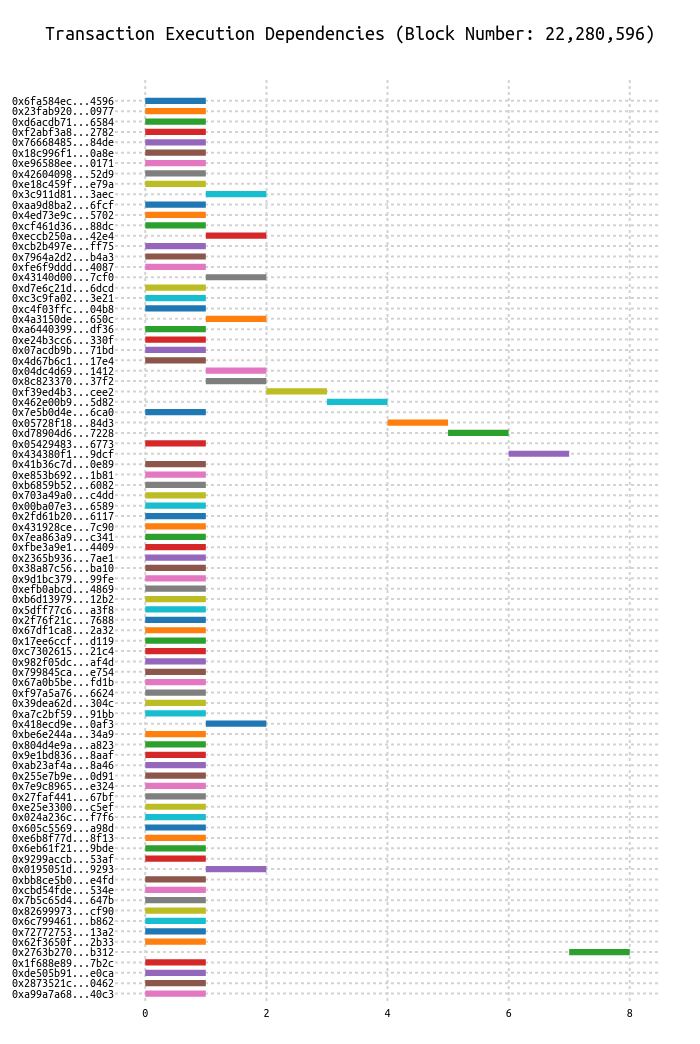 Transaction Execution Dependencies (Block Number: 22,280,596)
0x6fa584ec...4596
0x23fab920...0977
0xd6acdb71...6584
0xf2abf3a8...2782
0x76668485...84de
0x18c996f1...0a8e
0xe96588ee...0171
0x42604098...52d9
0xe18c459f...e79a
0x3c911d81...3aec
0xaa9d8ba2...6fcf
0x4ed73e9c...5702
0xcf461d36...88dc
0xeccb250a...42e4
0xcb2b497e...ff75
0x7964a2d2...b4a3
0xfe6f9ddd...4087
0x43140d00...7cf0
0xd7e6c21d...6dcd
0xc3c9fa02...3e21
0xc4f03ffc...04b8
0x4a3150de...650c
0xa6440399...df36
0xe24b3cc6...330f
0x07acdb9b...71bd
0x4d67b6c1...17e4
0x04dc4d69...1412
0x8c823370...37f2
0xf39ed4b3...cee2
0x462e00b9...5d82
0x7e5b0d4e...6ca0
0x05728f18...84d3
0xd78904d6...7228
0x05429483...6773
0x434380f1...9dcf
0x41b36c7d...0e89
0xe853b692...1b81
0xb6859b52...6082
0x703a49a0...c4dd
0x00ba07e3...6589
0x2fd61b20...6117
0x431928ce...7c90
0x7ea863a9...c341
0xfbe3a9e1...4409
0x2365b936...7ae1
0x38a87c56...ba10
0x9d1bc379...99fe
0xefb0abcd...4869
0xb6d13979...12b2
0x5dff77c6...a3f8
0x2f76f21c...7688
0x67df1ca8...2a32
0x17ee6ccf...d119
0xc7302615...21c4
0x982f05dc...af4d
0x799845ca...e754
0x67a0b5be...fd1b
0xf97a5a76...6624
0x39dea62d...304c
0xa7c2bf59...91bb
0x418ecd9e...0af3
0xbe6e244a...34a9
0x804d4e9a...a823
0x9e1bd836...8aaf
0xab23af4a...8a46
0x255e7b9e...0d91
0x7e9c8965...e324
0x27faf441...67bf
0xe25e3300...c5ef
0x024a236c...f7f6
0x605c5569...a98d
0xe6b8f77d...8f13
0x6eb61f21...9bde
0x9299accb...53af
0x0195051d...9293
0xbb8ce5b0...e4fd
0xcbd54fde...534e
0x7b5c65d4...647b
0x82699973...cf90
0x6c799461...b862
0x72772753...13a2
0x62f3650f...2b33
0x2763b270...b312
0x1f688e89...7b2c
0xde505b91...e0ca
0x2873521c...0462
0xa99a7a68...40c3
0 2 4 6 8